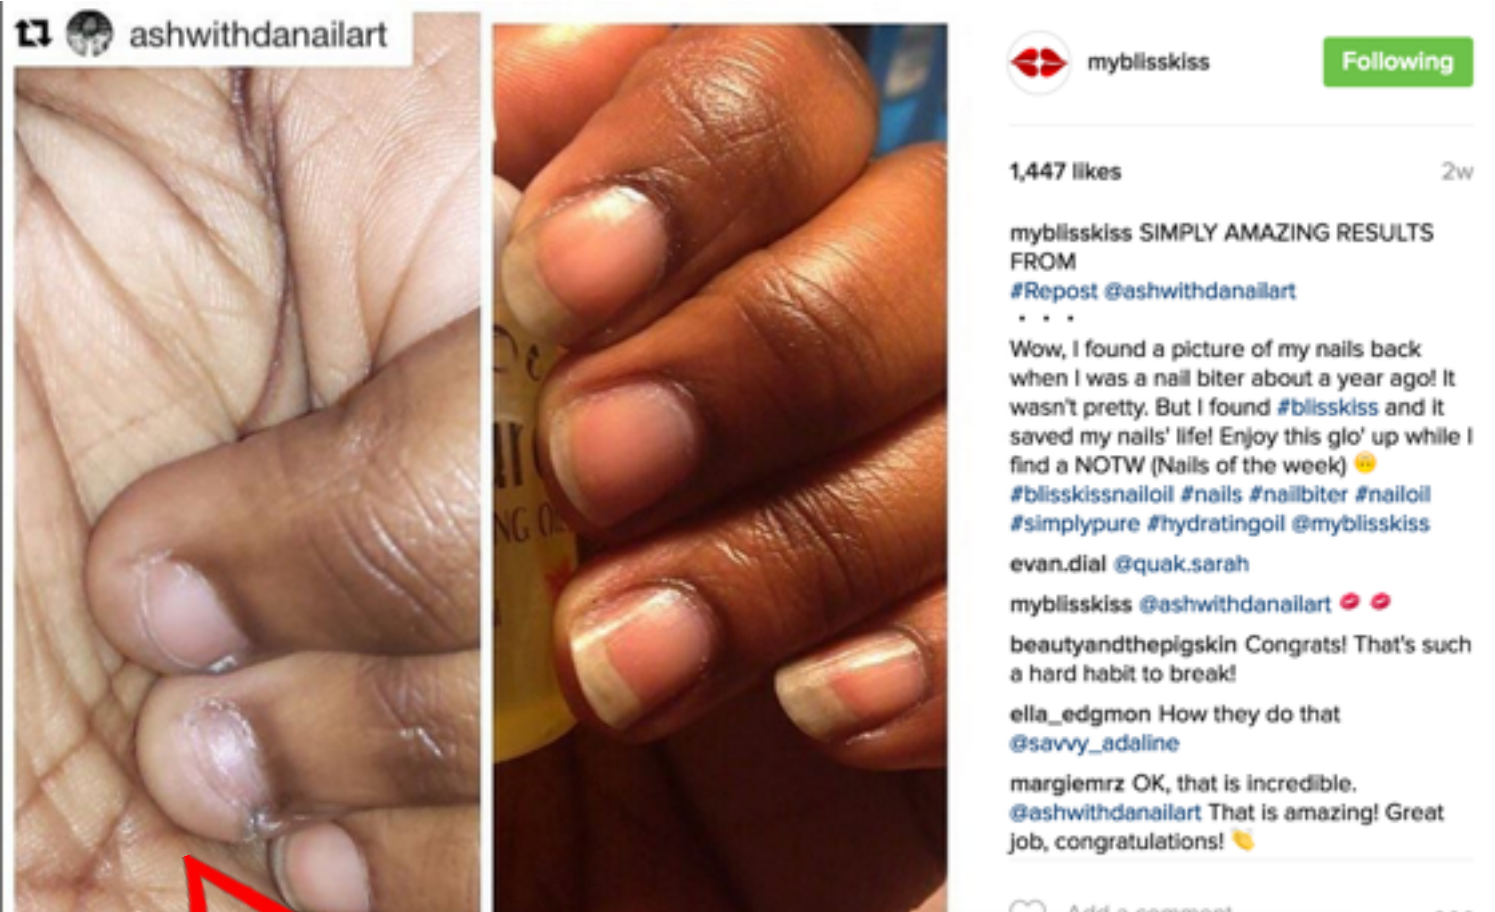 ashwithdanailart
myblisskiss
Following
1,447 likes
2w
myblisskiss SIMPLY AMAZING RESULTS
FROM
#Repost @ashwithdanailart
・・・
Wow, I found a picture of my nails back
when I was a nail biter about a year ago! It
wasn't pretty. But I found #blisskiss and it
saved my nails' life! Enjoy this glo' up while I
find a NOTW (Nails of the week) 🙃
#blisskissnailoil #nails #nailbiter #nailoil
#simplypure #hydratingoil @myblisskiss
evan.dial @quak.sarah
myblisskiss @ashwithdanailart 💋 💋
beautyandthepigskin Congrats! That's such
a hard habit to break!
ella_edgmon How they do that
@savvy_adaline
margiemrz OK, that is incredible.
@ashwithdanailart That is amazing! Great
job, congratulations! 👏
Add a comment